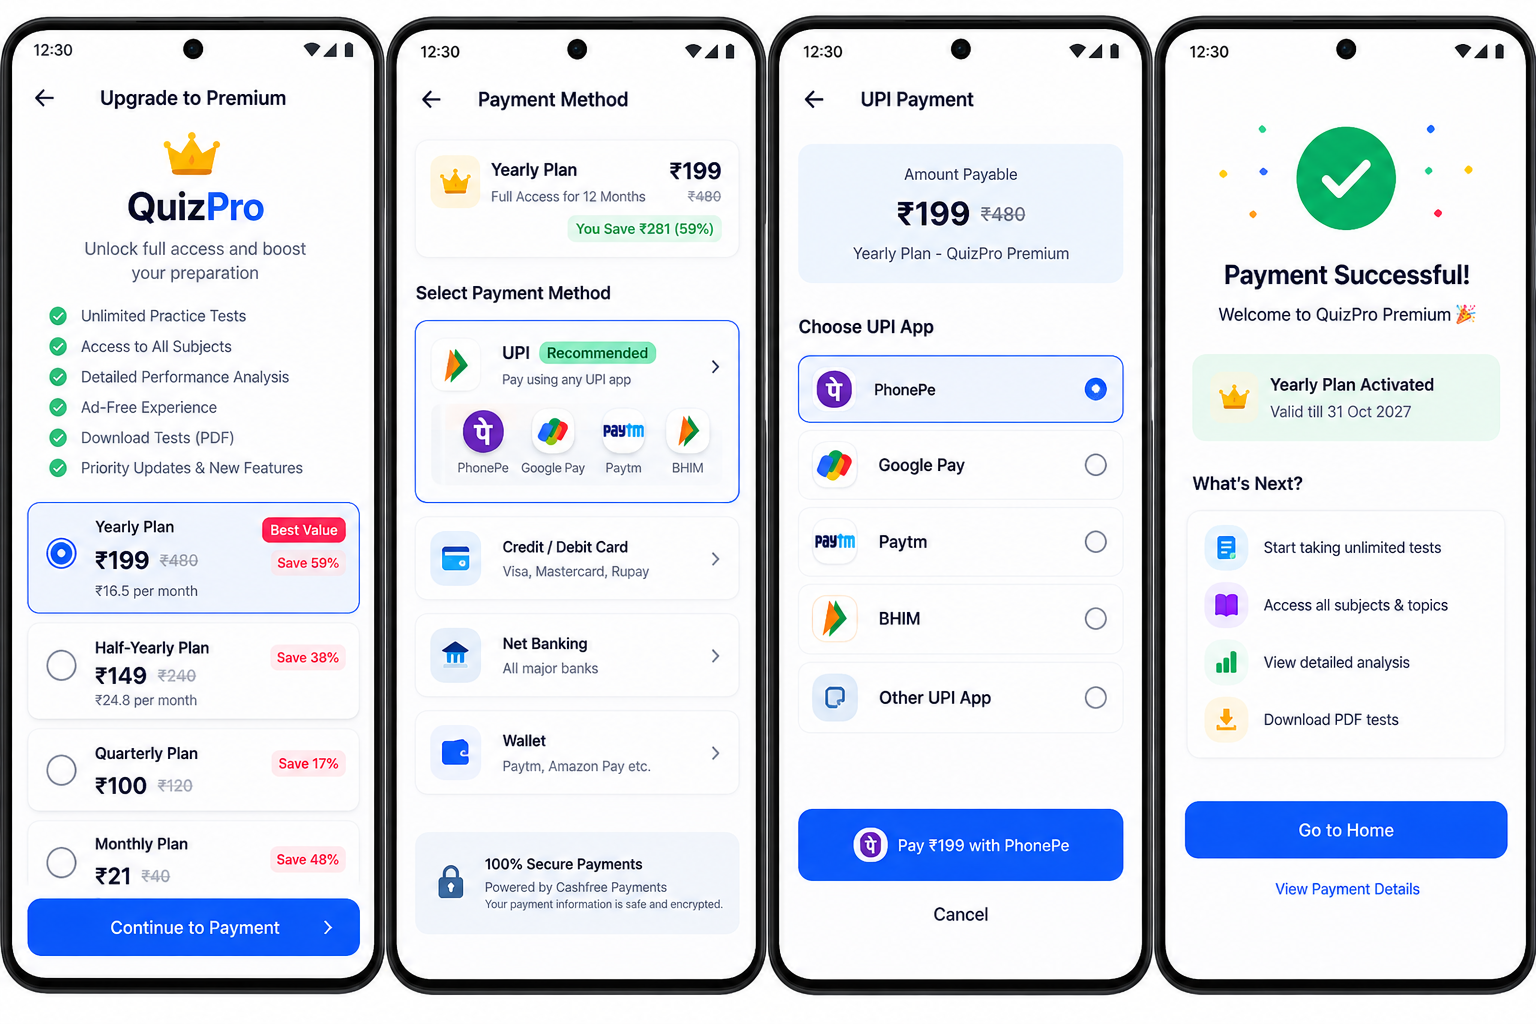 12:30
Upgrade to Premium
QuizPro
Unlock full access and boost
your preparation
Unlimited Practice Tests
Access to All Subjects
Detailed Performance Analysis
Ad-Free Experience
Download Tests (PDF)
Priority Updates & New Features
Yearly Plan
Best Value
₹199 ₹480
Save 59%
₹16.5 per month
Half-Yearly Plan
Save 38%
₹149 ₹240
₹24.8 per month
Quarterly Plan
Save 17%
₹100 ₹120
Monthly Plan
Save 48%
₹21 ₹40
Continue to Payment
12:30
Payment Method
Yearly Plan ₹199
Full Access for 12 Months ₹480
You Save ₹281 (59%)
Select Payment Method
UPI Recommended
Pay using any UPI app
पे
Paytm
PhonePe Google Pay Paytm BHIM
Credit / Debit Card
Visa, Mastercard, Rupay
Net Banking
All major banks
Wallet
Paytm, Amazon Pay etc.
100% Secure Payments
Powered by Cashfree Payments
Your payment information is safe and encrypted.
12:30
UPI Payment
Amount Payable
₹199 ₹480
Yearly Plan - QuizPro Premium
Choose UPI App
पे PhonePe
Google Pay
Paytm Paytm
BHIM
Other UPI App
पे Pay ₹199 with PhonePe
Cancel
12:30
Payment Successful!
Welcome to QuizPro Premium 🎉
Yearly Plan Activated
Valid till 31 Oct 2027
What's Next?
Start taking unlimited tests
Access all subjects & topics
View detailed analysis
Download PDF tests
Go to Home
View Payment Details